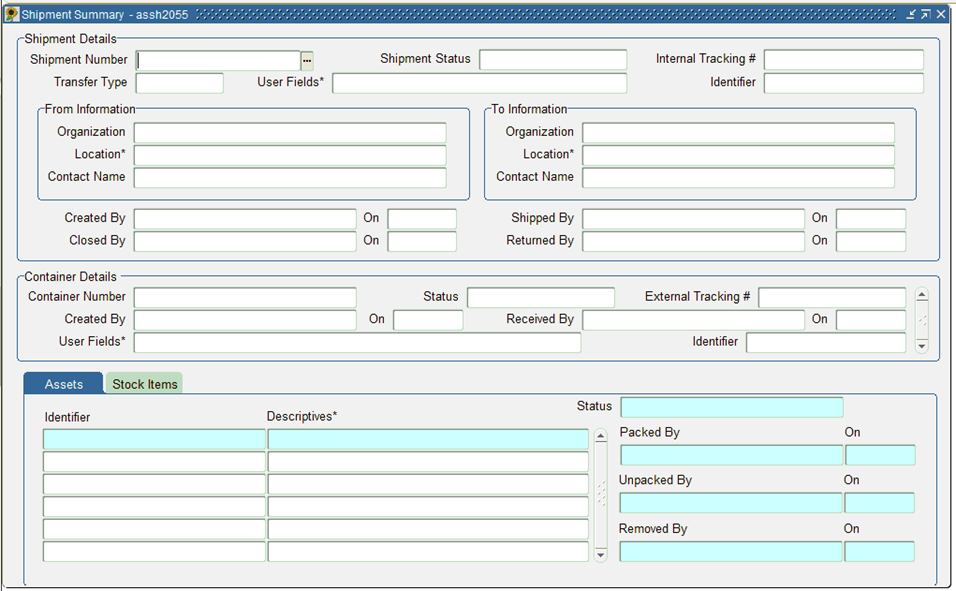 Shipment Summary - assh2055
Shipment Details
Shipment Number ... Shipment Status Internal Tracking #
Transfer Type User Fields* Identifier
From Information To Information
Organization Organization
Location* Location*
Contact Name Contact Name
Created By On Shipped By On
Closed By On Returned By On
Container Details
Container Number Status External Tracking #
Created By On Received By On
User Fields* Identifier
Assets Stock Items
Identifier Descriptives* Status
Packed By On
Unpacked By On
Removed By On